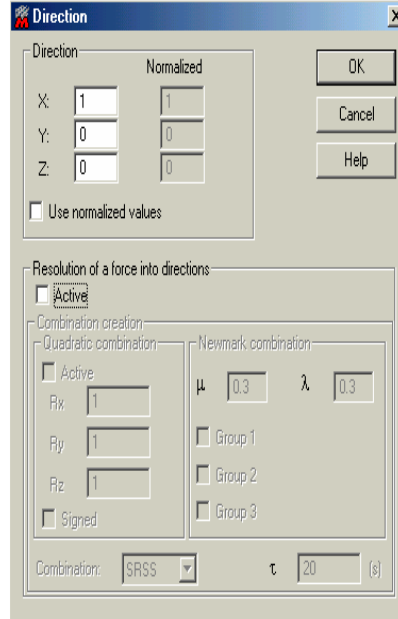 Direction
Direction
Normalized
X: 1 1
Y: 0 0
Z: 0 0
Use normalized values
OK
Cancel
Help
Resolution of a force into directions
Active
Combination creation
Quadratic combination
Active
Rx 1
Ry 1
Rz 1
Signed
Newmark combination
μ 0.3 λ 0.3
Group 1
Group 2
Group 3
Combination: SRSS τ 20 (s)